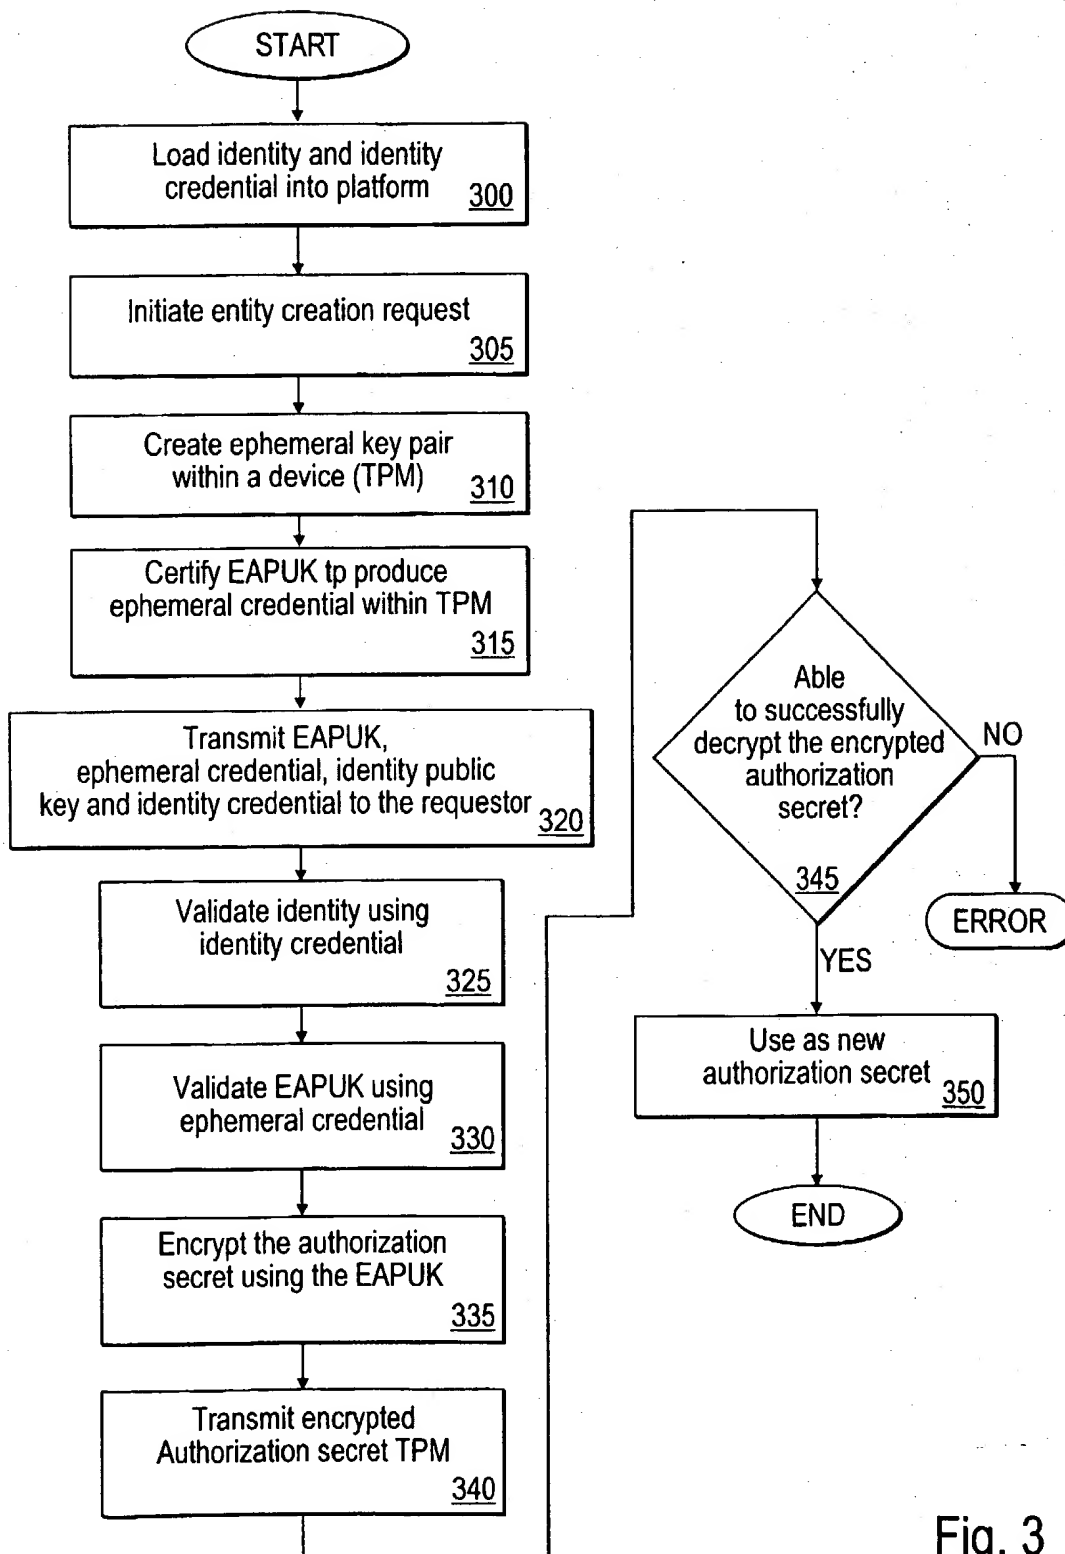 START
Load identity and identity
credential into platform
300
Initiate entity creation request
305
Create ephemeral key pair
within a device (TPM)
310
Certify EAPUK tp produce
ephemeral credential within TPM
315
Transmit EAPUK,
ephemeral credential, identity public
key and identity credential to the requestor
320
Validate identity using
identity credential
325
Validate EAPUK using
ephemeral credential
330
Encrypt the authorization
secret using the EAPUK
335
Transmit encrypted
Authorization secret TPM
340
Able
to successfully
decrypt the encrypted
authorization
secret?
345
NO
ERROR
YES
Use as new
authorization secret
350
END
Fig. 3